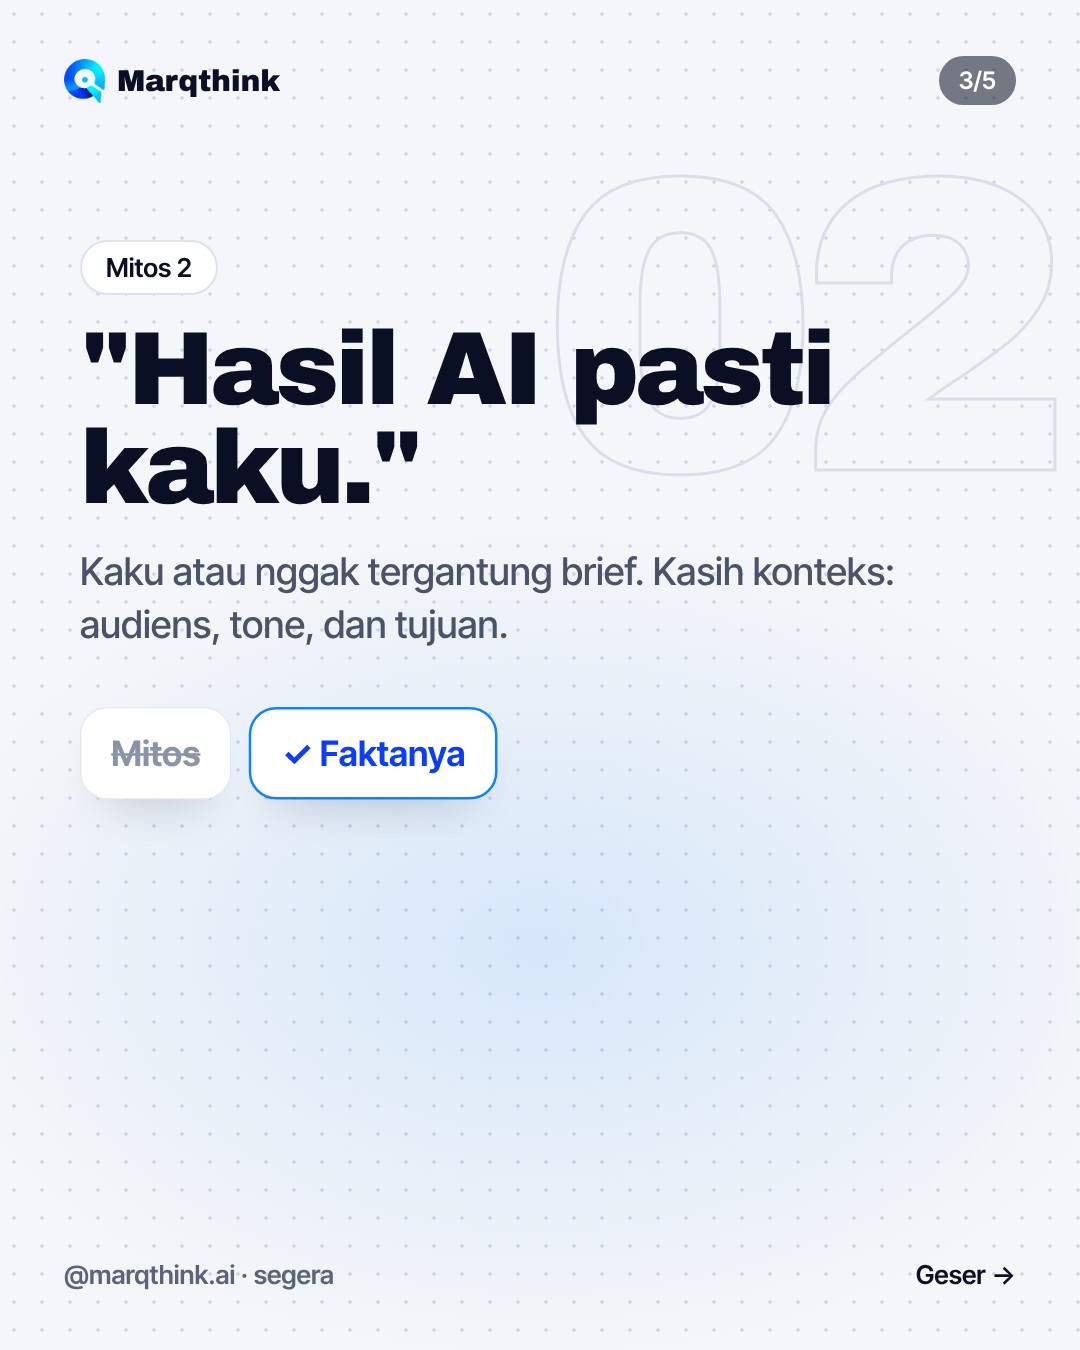 Marqthink
3/5
02
Mitos 2
"Hasil AI pasti
kaku."
Kaku atau nggak tergantung brief. Kasih konteks:
audiens, tone, dan tujuan.
Mitos
✓ Faktanya
@marqthink.ai · segera
Geser →